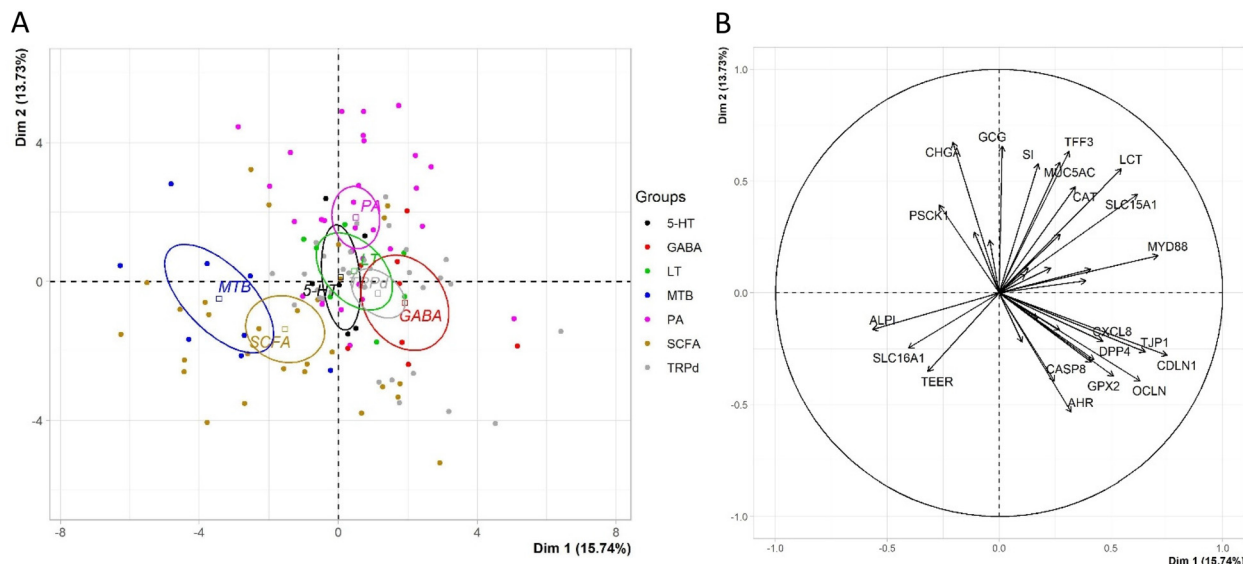 A
Dim 2 (13.73%)
4
0
-4
-8
-4
0
4
8
Dim 1 (15.74%)
PA
LT
TRPd
5-HT
MTB
GABA
SCFA
Groups
5-HT
GABA
LT
MTB
PA
SCFA
TRPd
B
Dim 2 (13.73%)
1.0
0.5
0.0
-0.5
-1.0
-1.0
-0.5
0.0
0.5
1.0
Dim 1 (15.74%)
GCG
CHGA
SI
TFF3
MUC5AC
LCT
CAT
SLC15A1
PSCK1
MYD88
ALPI
CXCL8
TJP1
SLC16A1
DPP4
CDLN1
TEER
CASP8
GPX2
OCLN
AHR